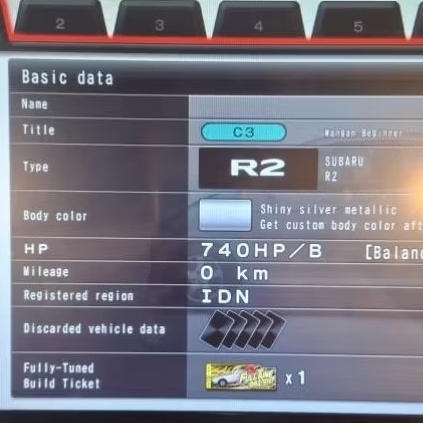 2 3 4 5
Basic data
Name
Title C3 Wangan Beginner
Type R2 SUBARU
R2
Body color Shiny silver metallic
Get custom body color aft
HP 740HP/B [Balanc
Mileage 0 km
Registered region IDN
Discarded vehicle data
Fully-Tuned
Build Ticket x1